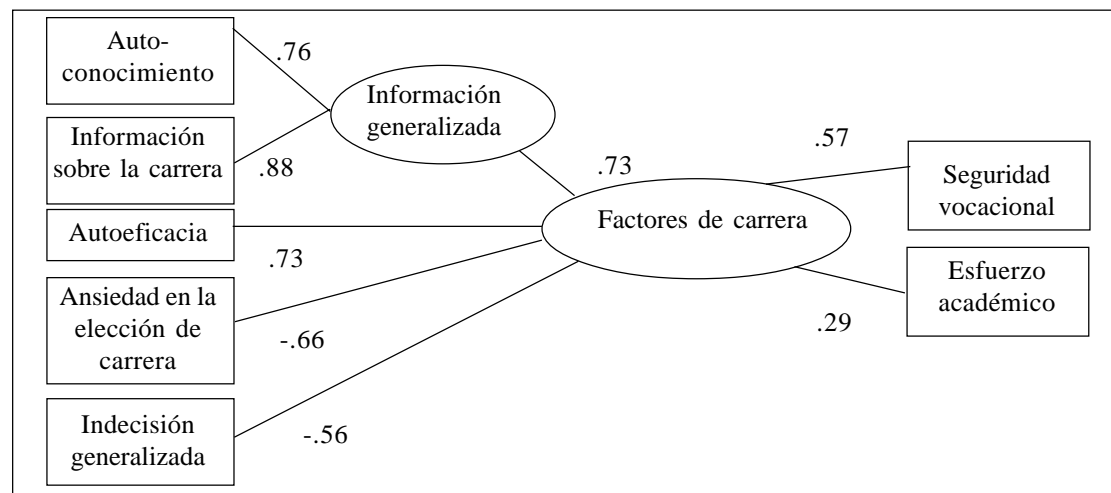 Auto-
conocimiento
.76
Información
generalizada
Información
sobre la carrera
.88
.73
.57
Seguridad
vocacional
Factores de carrera
Autoeficacia
.73
Ansiedad en la
elección de
carrera
-.66
Esfuerzo
académico
.29
Indecisión
generalizada
-.56